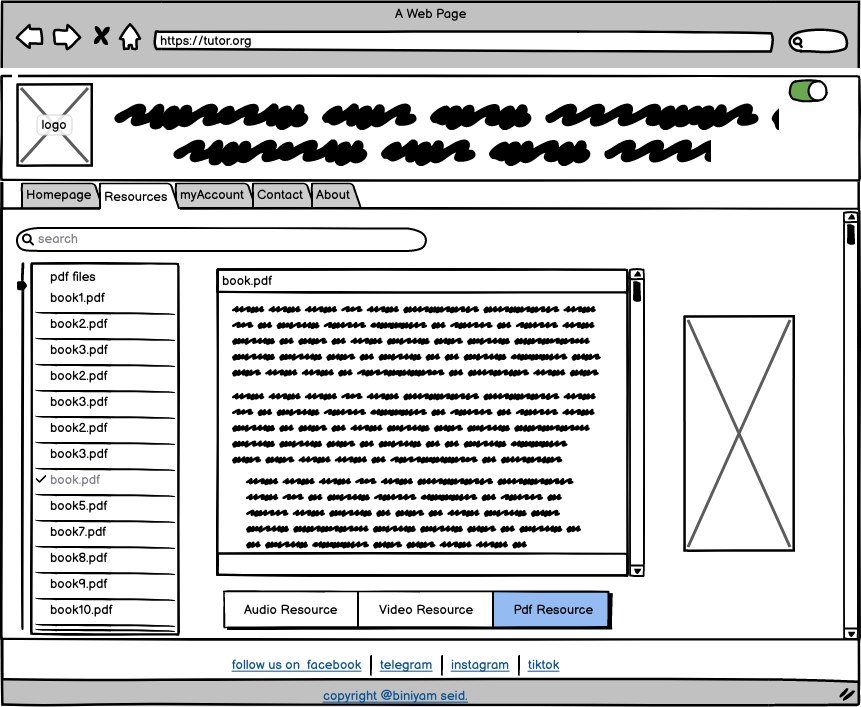 A Web Page
https://tutor.org
logo
Homepage Resources myAccount Contact About
search
pdf files
book1.pdf
book2.pdf
book3.pdf
book2.pdf
book3.pdf
book2.pdf
book3.pdf
book.pdf
book5.pdf
book7.pdf
book8.pdf
book9.pdf
book10.pdf
book.pdf
Audio Resource Video Resource Pdf Resource
follow us on facebook | telegram | instagram | tiktok
copyright @biniyam seid.